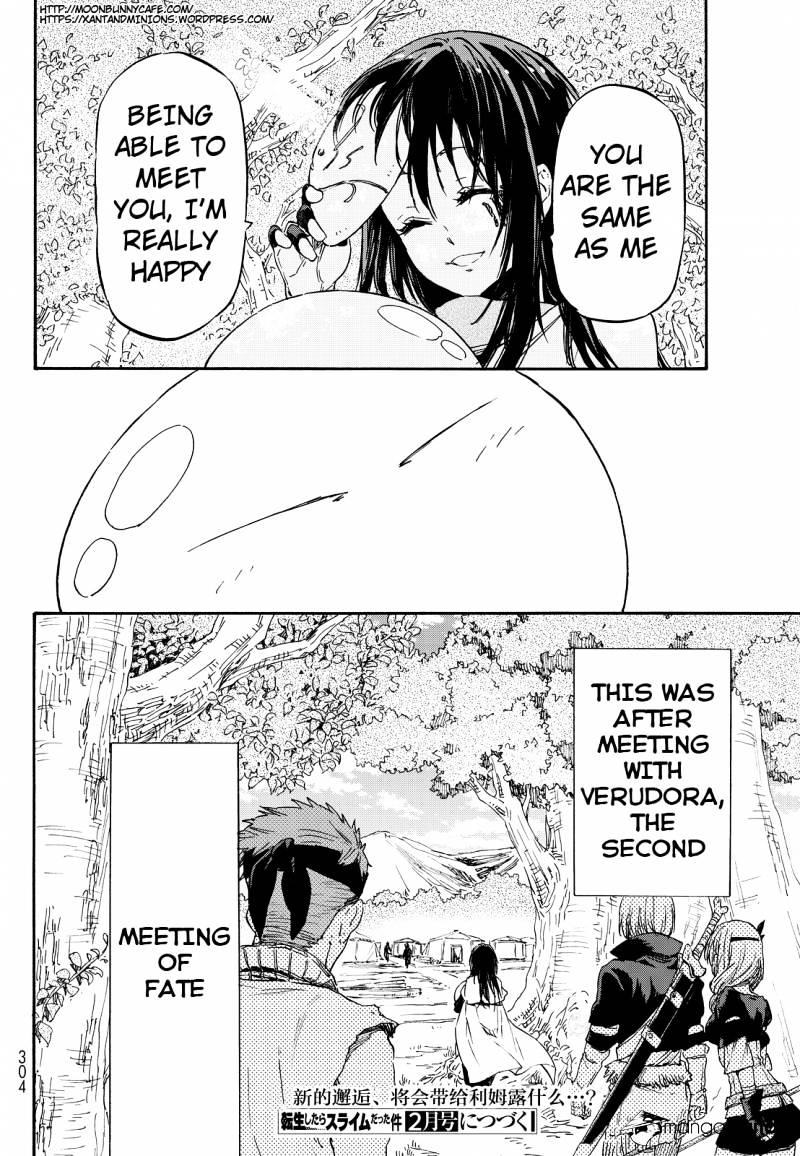 HTTP://MOONBUNNYCAFE.COM/
HTTPS://XANTANDMINIONS.WORDPRESS.COM/
YOU
ARE THE
SAME
AS ME
BEING
ABLE TO
MEET
YOU, I'M
REALLY
HAPPY
THIS WAS
AFTER
MEETING
WITH
VERUDORA,
THE
SECOND
MEETING
OF
FATE
304
新的邂逅、将会带给利姆露什么…?
転生したらスライムだった件 2月号につづく!